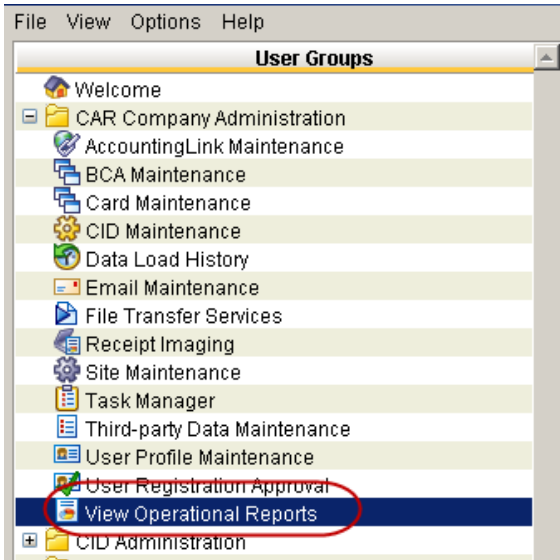 File View Options Help
User Groups
Welcome
CAR Company Administration
AccountingLink Maintenance
BCA Maintenance
Card Maintenance
CID Maintenance
Data Load History
Email Maintenance
File Transfer Services
Receipt Imaging
Site Maintenance
Task Manager
Third-party Data Maintenance
User Profile Maintenance
User Registration Approval
View Operational Reports
CID Administration